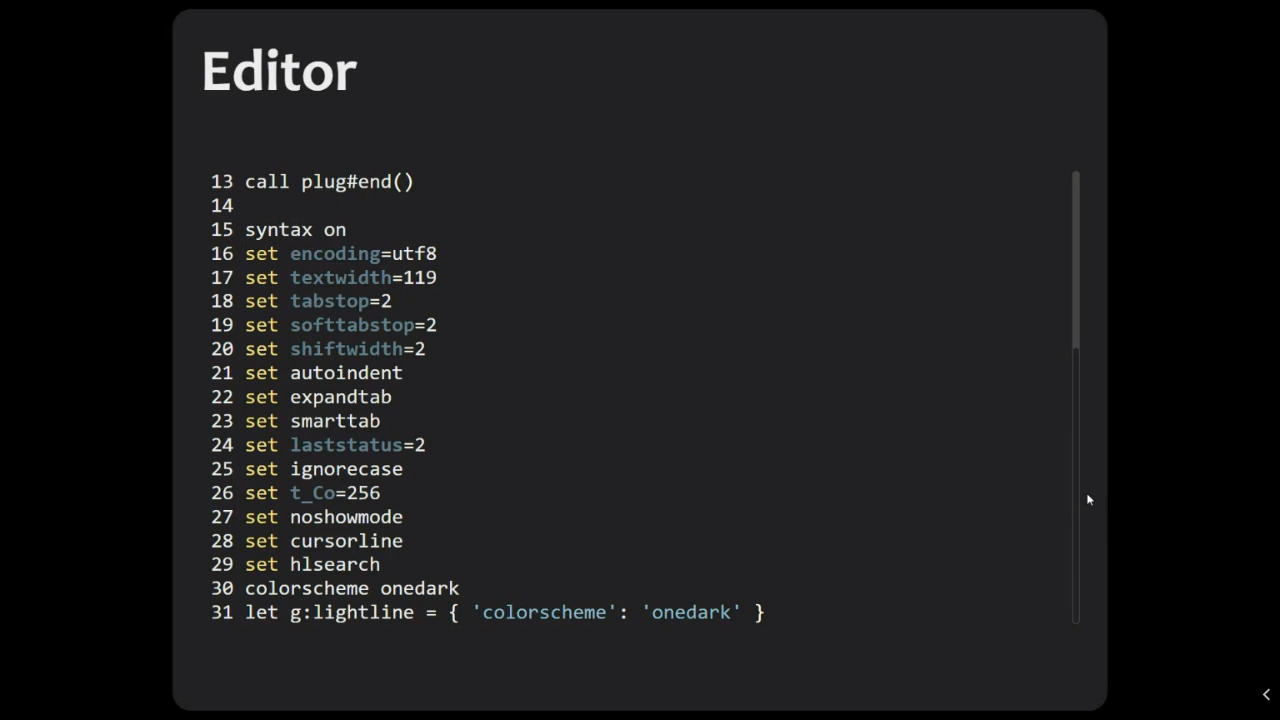 Editor
13 call plug#end()
14
15 syntax on
16 set encoding=utf8
17 set textwidth=119
18 set tabstop=2
19 set softtabstop=2
20 set shiftwidth=2
21 set autoindent
22 set expandtab
23 set smarttab
24 set laststatus=2
25 set ignorecase
26 set t_Co=256
27 set noshowmode
28 set cursorline
29 set hlsearch
30 colorscheme onedark
31 let g:lightline = { 'colorscheme': 'onedark' }